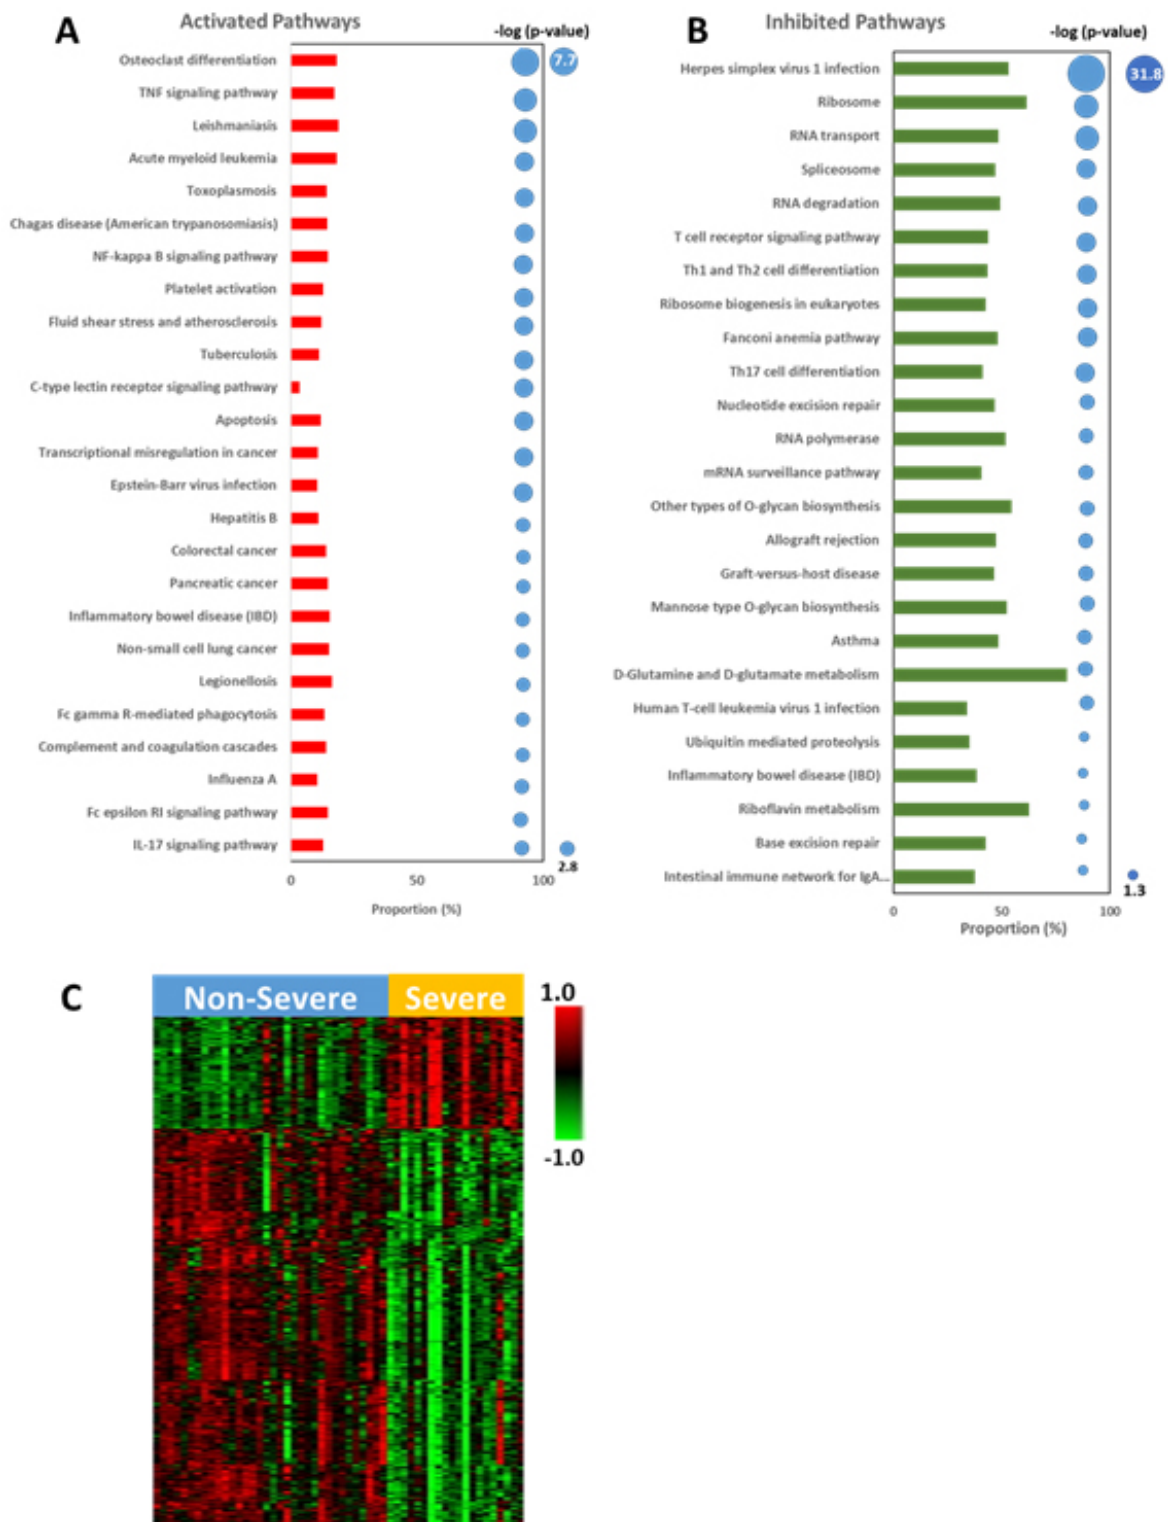 A
Activated Pathways
-log (p-value)
Osteoclast differentiation
7.7
TNF signaling pathway
Leishmaniasis
Acute myeloid leukemia
Toxoplasmosis
Chagas disease (American trypanosomiasis)
NF-kappa B signaling pathway
Platelet activation
Fluid shear stress and atherosclerosis
Tuberculosis
C-type lectin receptor signaling pathway
Apoptosis
Transcriptional misregulation in cancer
Epstein-Barr virus infection
Hepatitis B
Colorectal cancer
Pancreatic cancer
Inflammatory bowel disease (IBD)
Non-small cell lung cancer
Legionellosis
Fc gamma R-mediated phagocytosis
Complement and coagulation cascades
Influenza A
Fc epsilon RI signaling pathway
IL-17 signaling pathway
2.8
0 50 100
Proportion (%)
B
Inhibited Pathways
-log (p-value)
Herpes simplex virus 1 infection
31.8
Ribosome
RNA transport
Spliceosome
RNA degradation
T cell receptor signaling pathway
Th1 and Th2 cell differentiation
Ribosome biogenesis in eukaryotes
Fanconi anemia pathway
Th17 cell differentiation
Nucleotide excision repair
RNA polymerase
mRNA surveillance pathway
Other types of O-glycan biosynthesis
Allograft rejection
Graft-versus-host disease
Mannose type O-glycan biosynthesis
Asthma
D-Glutamine and D-glutamate metabolism
Human T-cell leukemia virus 1 infection
Ubiquitin mediated proteolysis
Inflammatory bowel disease (IBD)
Riboflavin metabolism
Base excision repair
Intestinal immune network for IgA...
1.3
0 50 100
Proportion (%)
C
Non-Severe Severe
1.0
-1.0